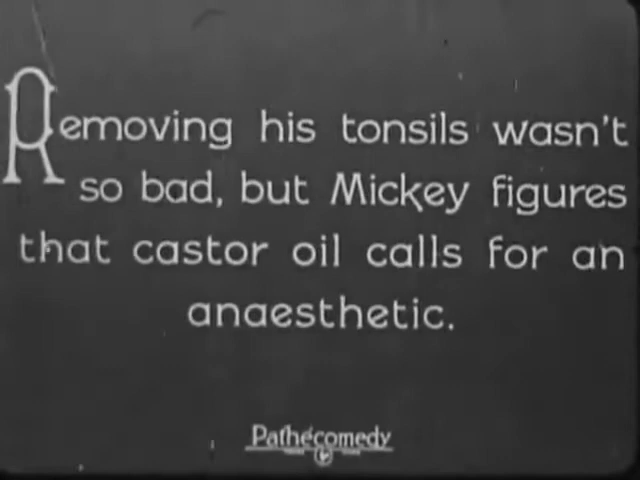 Removing his tonsils wasn't
so bad, but Mickey figures
that castor oil calls for an
anaesthetic.
Pathécomedy